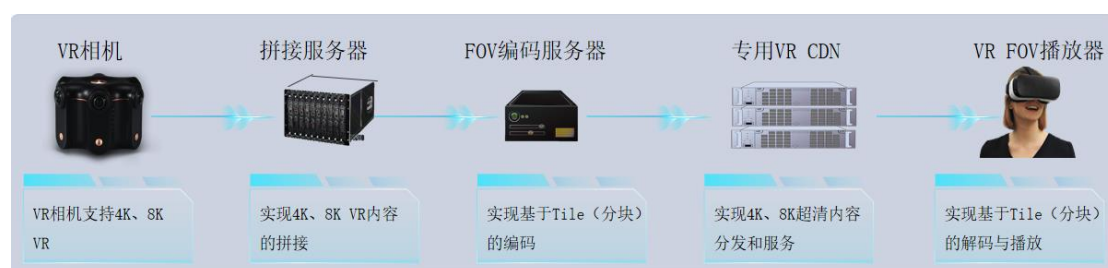 VR相机
拼接服务器
FOV编码服务器
专用VR CDN
VR FOV播放器
VR相机支持4K、8K
VR
实现4K、8K VR内容
的拼接
实现基于Tile（分块）
的编码
实现4K、8K超清内容
分发和服务
实现基于Tile（分块）
的解码与播放